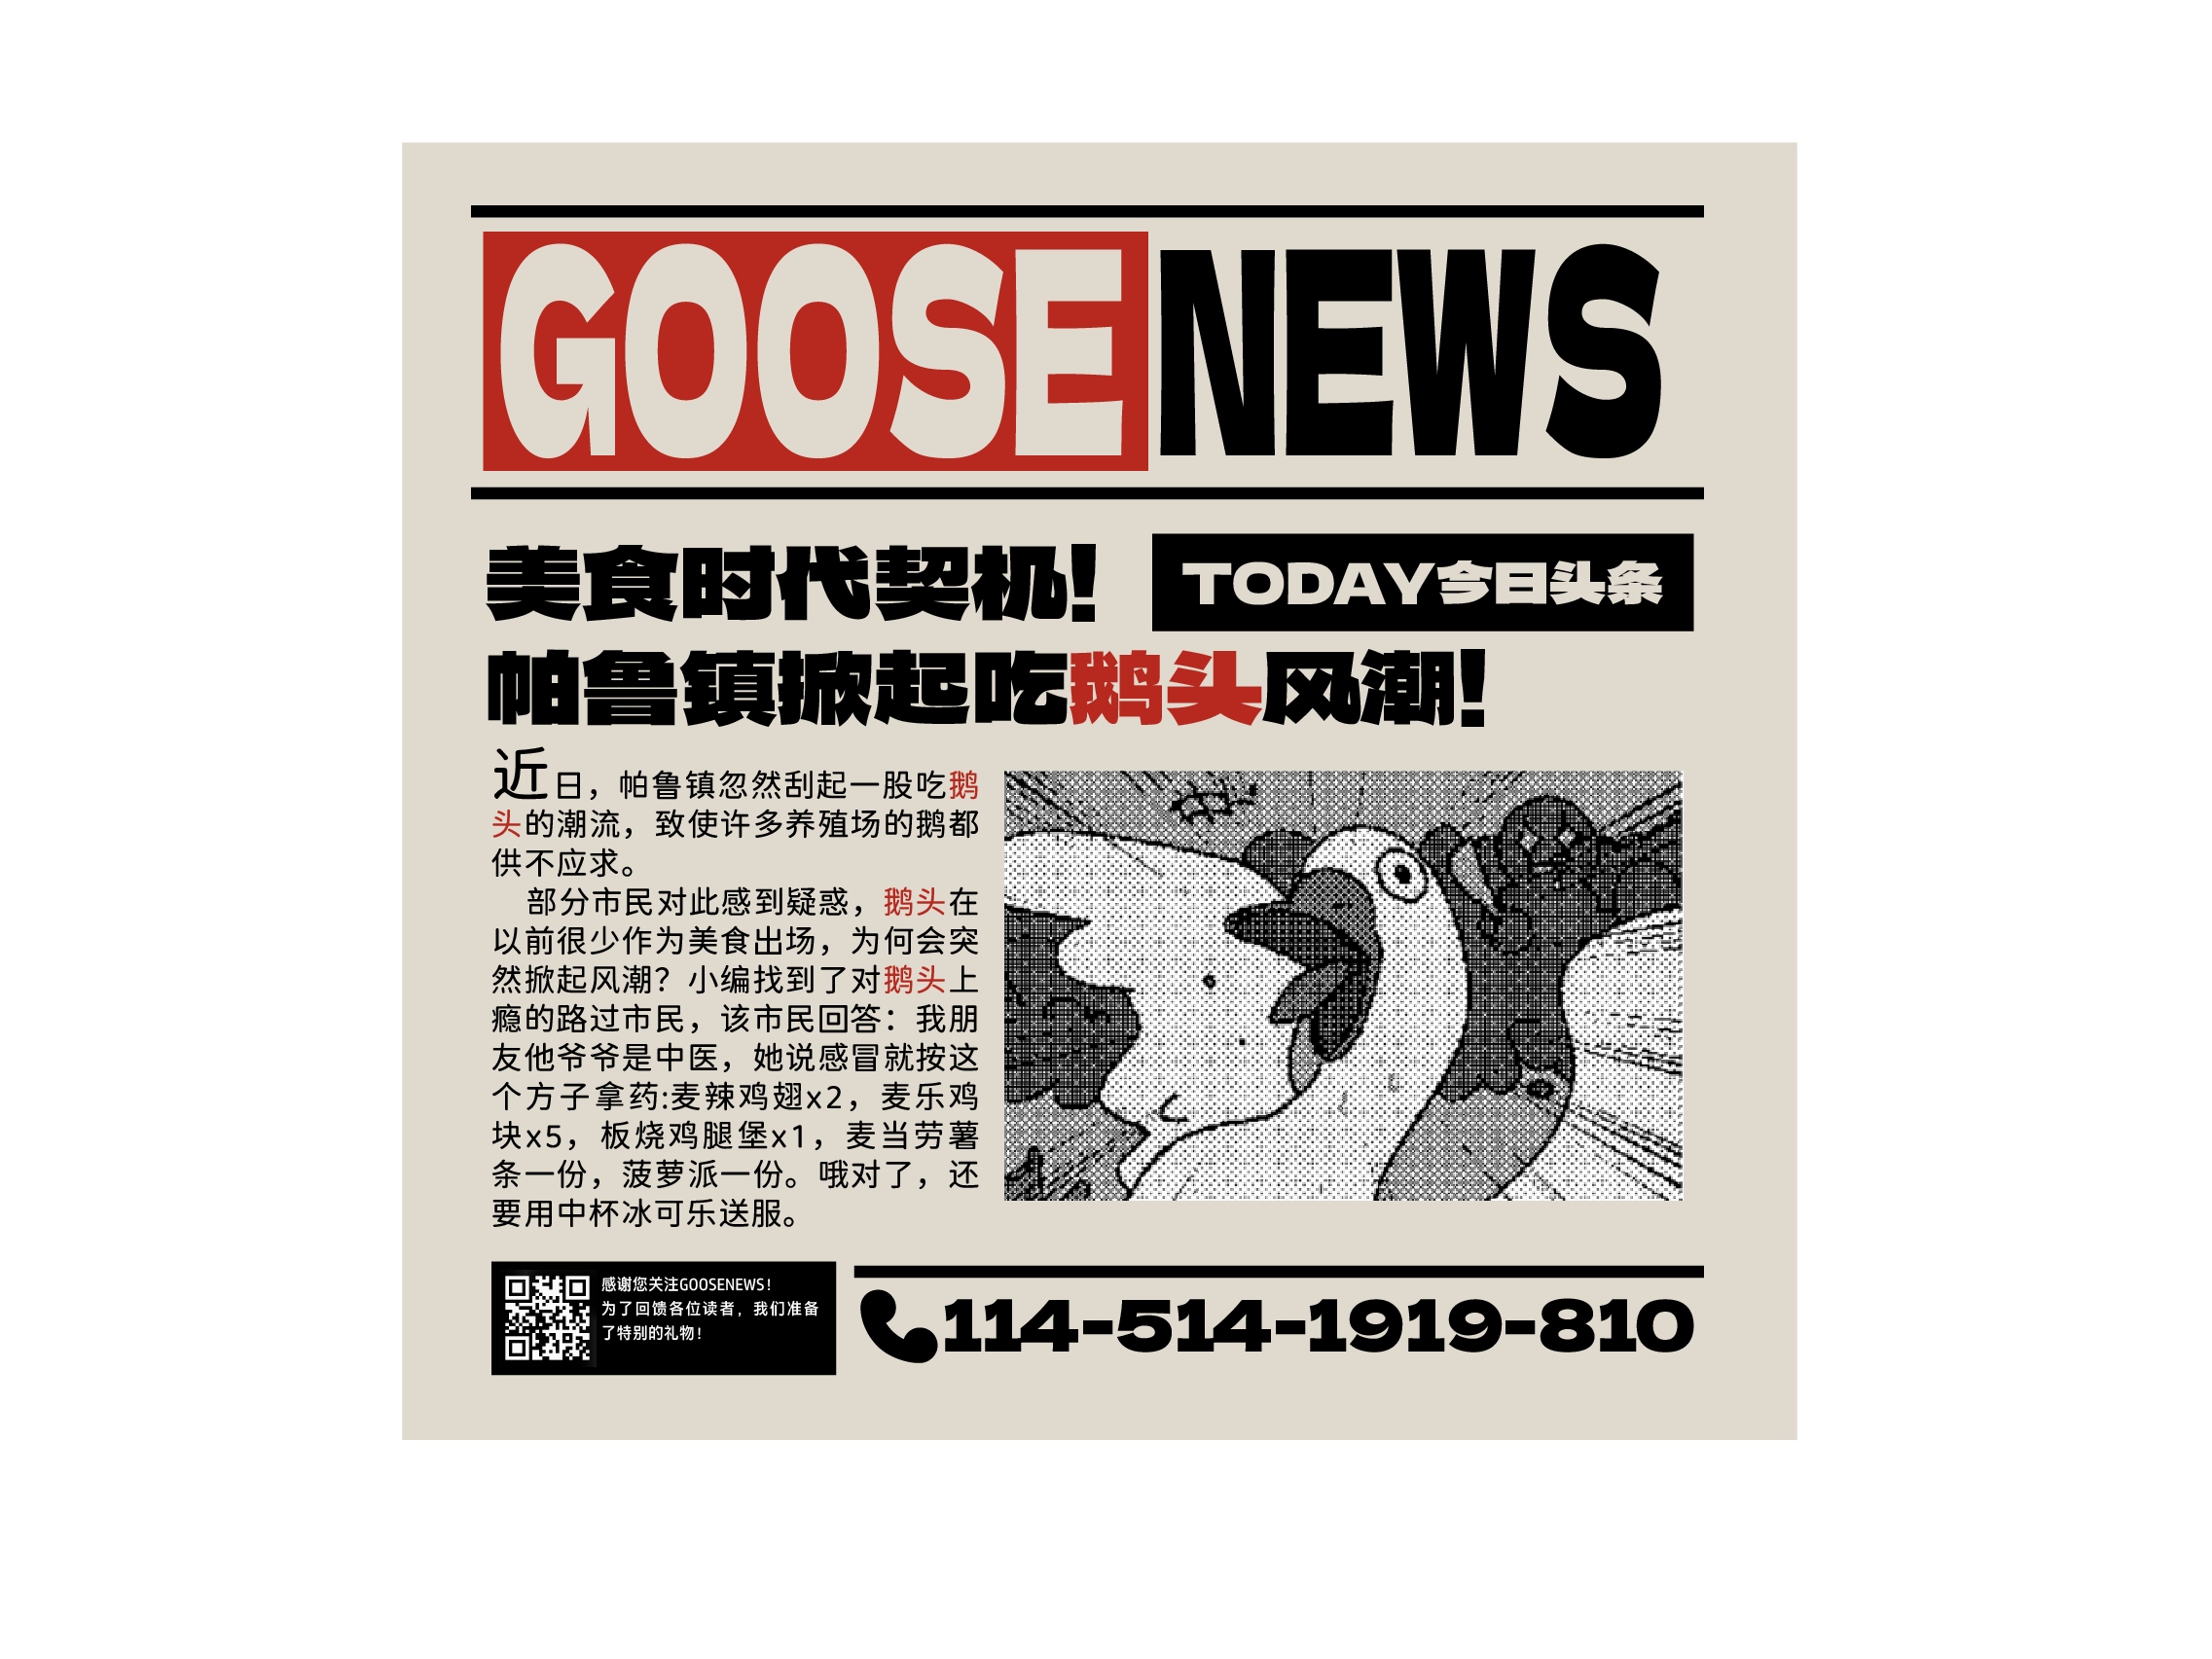 GOOSE NEWS
美食时代契机!
TODAY今日头条
帕鲁镇掀起吃鹅头风潮!
近日，帕鲁镇忽然刮起一股吃鹅
头的潮流，致使许多养殖场的鹅都
供不应求。
部分市民对此感到疑惑，鹅头在
以前很少作为美食出场，为何会突
然掀起风潮？小编找到了对鹅头上
瘾的路过市民，该市民回答：我朋
友他爷爷是中医，她说感冒就按这
个方子拿药:麦辣鸡翅x2，麦乐鸡
块x5，板烧鸡腿堡x1，麦当劳薯
条一份，菠萝派一份。哦对了，还
要用中杯冰可乐送服。
感谢您关注GOOSENEWS！
为了回馈各位读者，我们准备
了特别的礼物！
114-514-1919-810